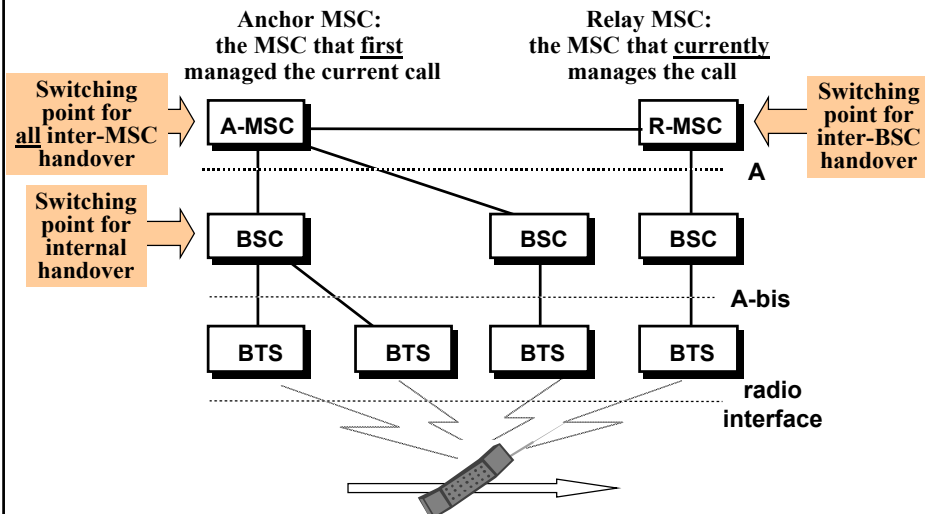 Anchor MSC:
the MSC that first
managed the current call
Relay MSC:
the MSC that currently
manages the call
Switching
point for
all inter-MSC
handover
A-MSC
R-MSC
Switching
point for
inter-BSC
handover
A
Switching
point for
internal
handover
BSC
BSC
BSC
A-bis
BTS
BTS
BTS
BTS
radio
interface